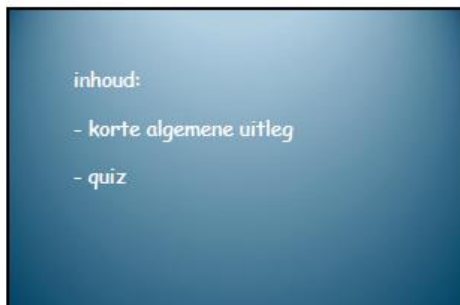 inhoud:
- korte algemene uitleg
- quiz